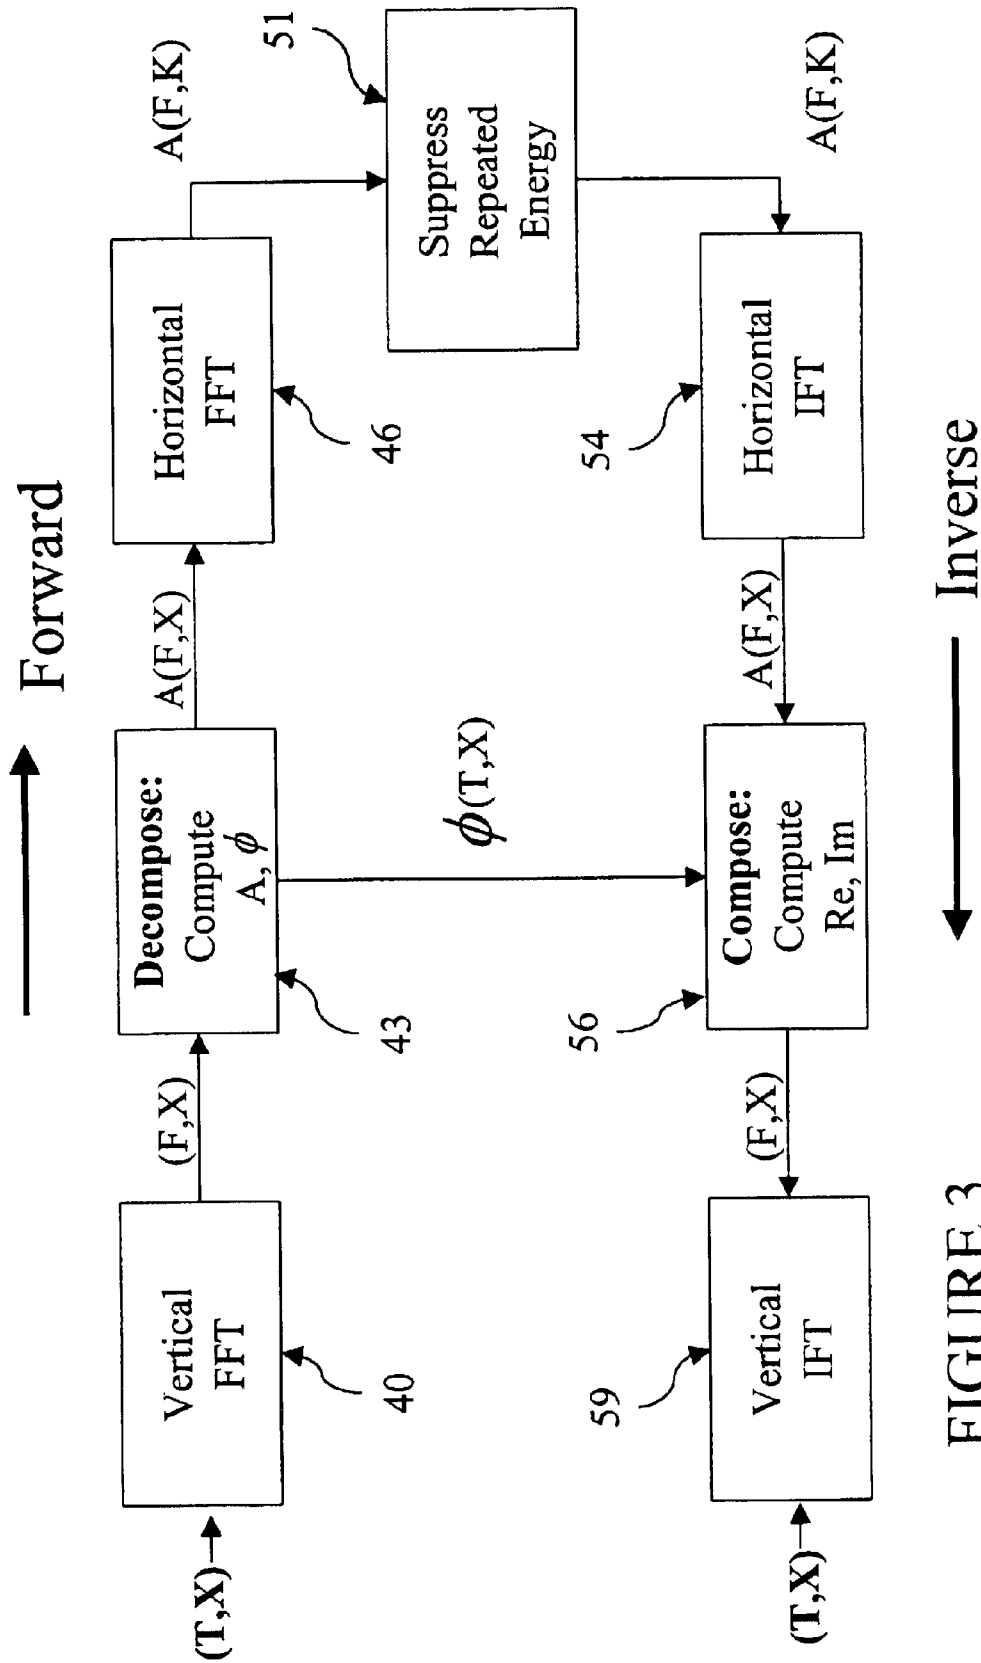 Forward
(T,X)
Vertical
FFT
40
(F,X)
Decompose:
Compute
A, ϕ
43
A(F,X)
Horizontal
FFT
46
A(F,K)
Suppress
Repeated
Energy
51
ϕ(T,X)
A(F,K)
Horizontal
IFT
54
A(F,X)
Compose:
Compute
Re, Im
56
(F,X)
Vertical
IFT
59
(T,X)
Inverse
FIGURE 3